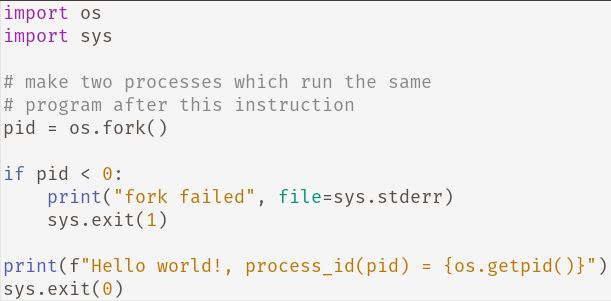 import os
import sys
# make two processes which run the same
# program after this instruction
pid = os.fork()
if pid < 0:
    print("fork failed", file=sys.stderr)
    sys.exit(1)
print(f"Hello world!, process_id(pid) = {os.getpid()}")
sys.exit(0)